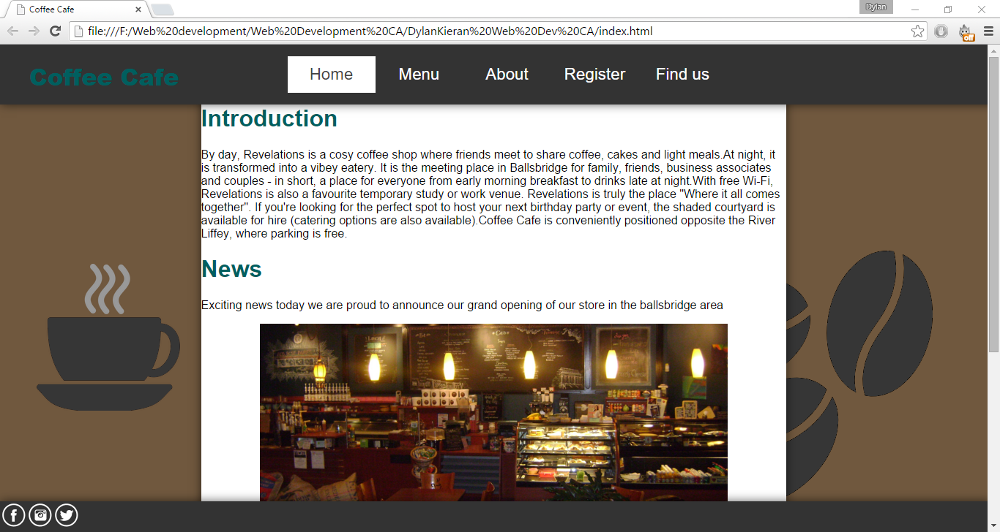 Coffee Cafe
Dylan
file:///F:/Web%20development/Web%20Development%20CA/DylanKieran%20Web%20Dev%20CA/index.html
off
Coffee Cafe
Home
Menu
About
Register
Find us
Introduction
By day, Revelations is a cosy coffee shop where friends meet to share coffee, cakes and light meals.At night, it
is transformed into a vibey eatery. It is the meeting place in Ballsbridge for family, friends, business associates
and couples - in short, a place for everyone from early morning breakfast to drinks late at night.With free Wi-Fi,
Revelations is also a favourite temporary study or work venue. Revelations is truly the place "Where it all comes
together". If you're looking for the perfect spot to host your next birthday party or event, the shaded courtyard is
available for hire (catering options are also available).Coffee Cafe is conveniently positioned opposite the River
Liffey, where parking is free.
News
Exciting news today we are proud to announce our grand opening of our store in the ballsbridge area